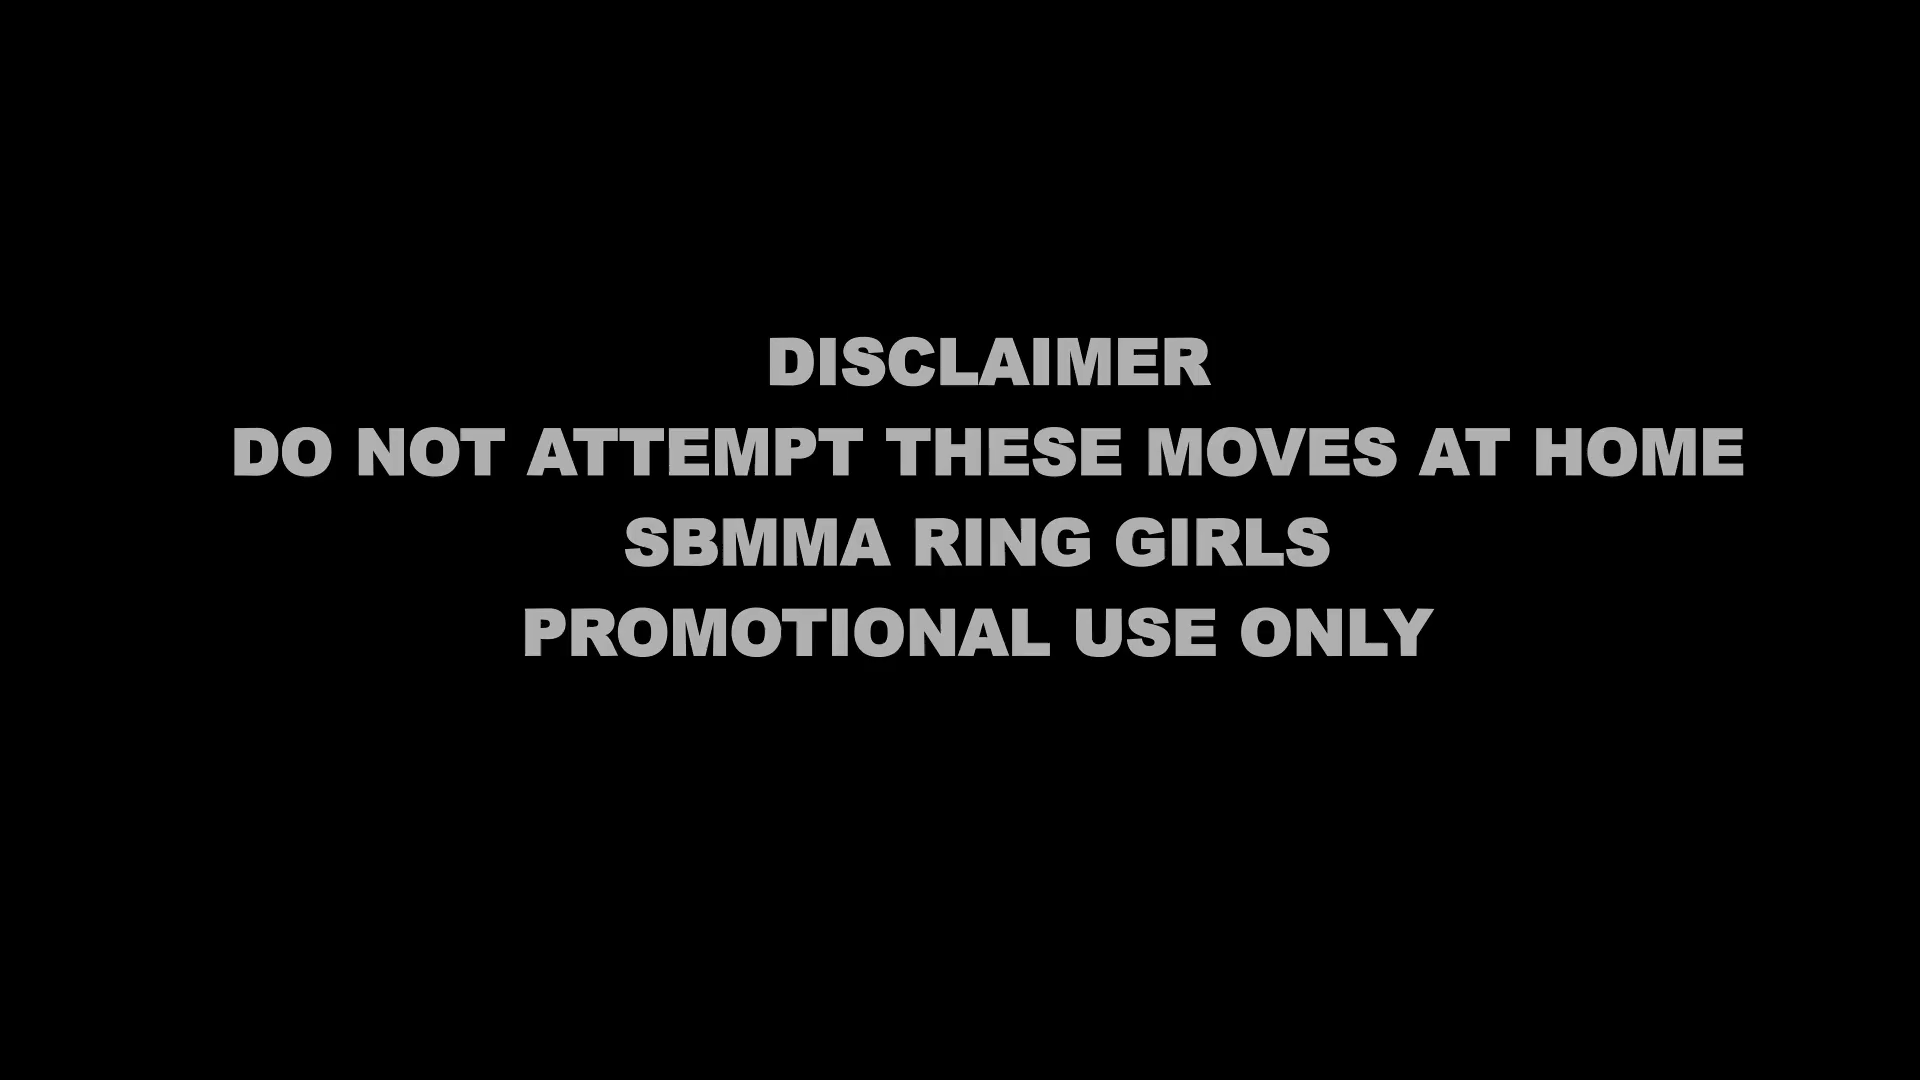 DISCLAIMER
DO NOT ATTEMPT THESE MOVES AT HOME
SBMMA RING GIRLS
PROMOTIONAL USE ONLY